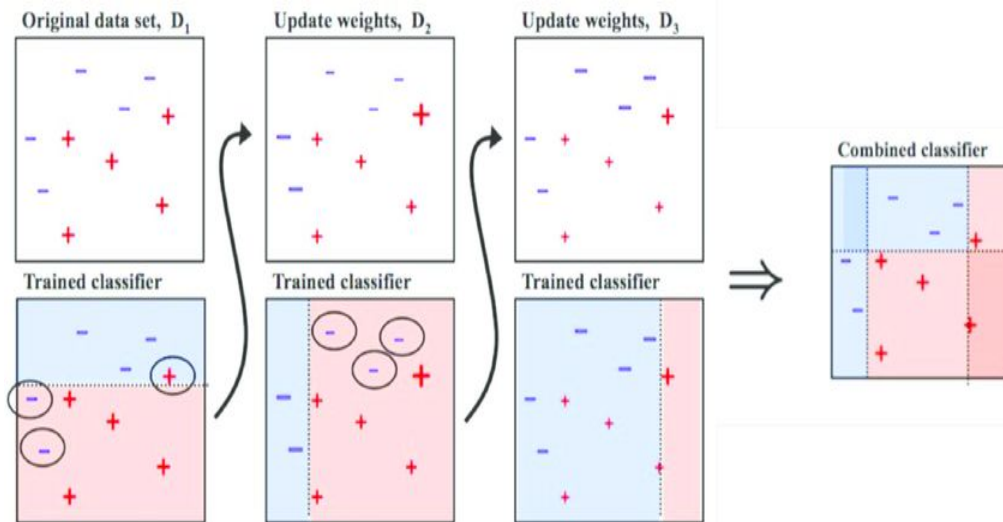 Original data set, D₁
Update weights, D₂
Update weights, D₃
Combined classifier
Trained classifier
Trained classifier
Trained classifier